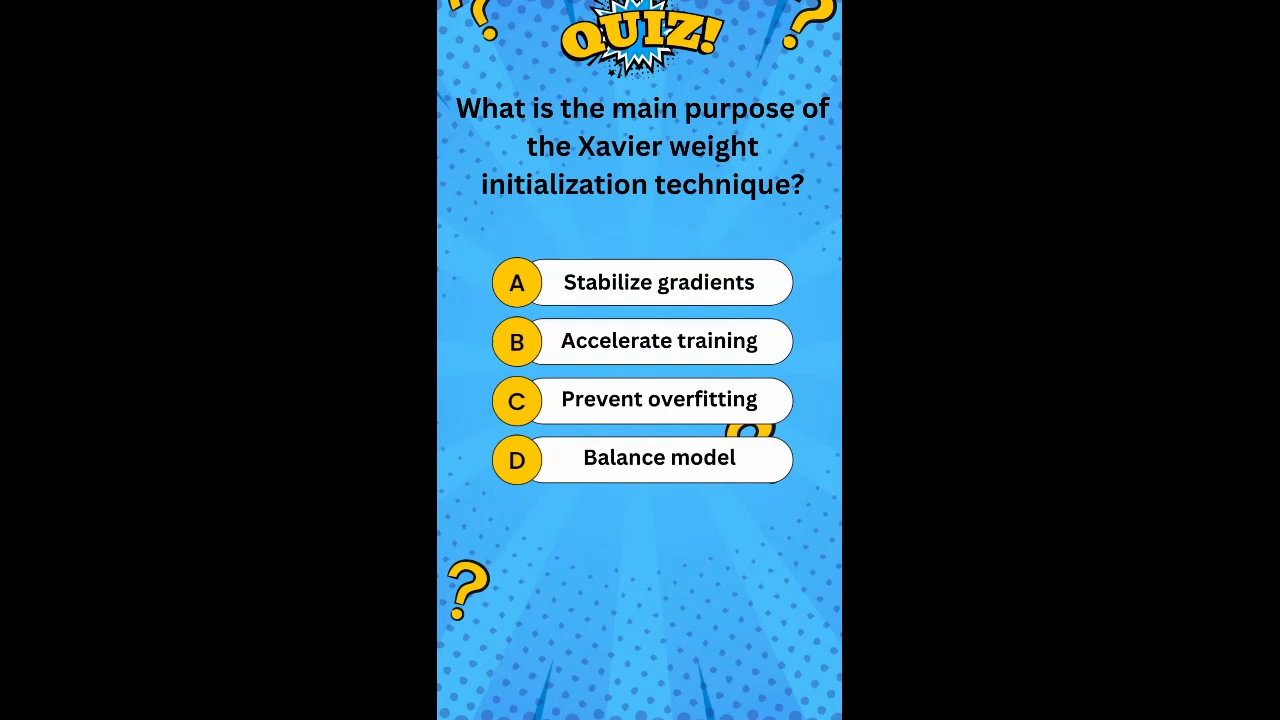 QUIZ!
What is the main purpose of
the Xavier weight
initialization technique?
A Stabilize gradients
B Accelerate training
C Prevent overfitting
D Balance model